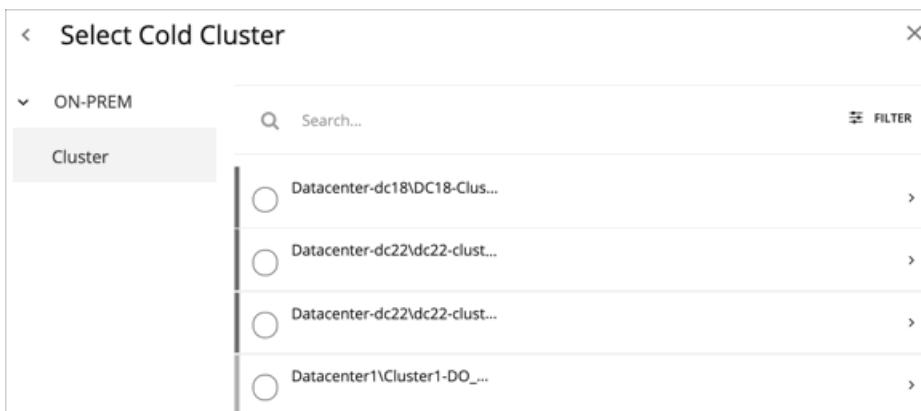 Select Cold Cluster
ON-PREM
Cluster
Search...
FILTER
Datacenter-dc18\DC18-Clus...
Datacenter-dc22\dc22-clust...
Datacenter-dc22\dc22-clust...
Datacenter1\Cluster1-DO_...